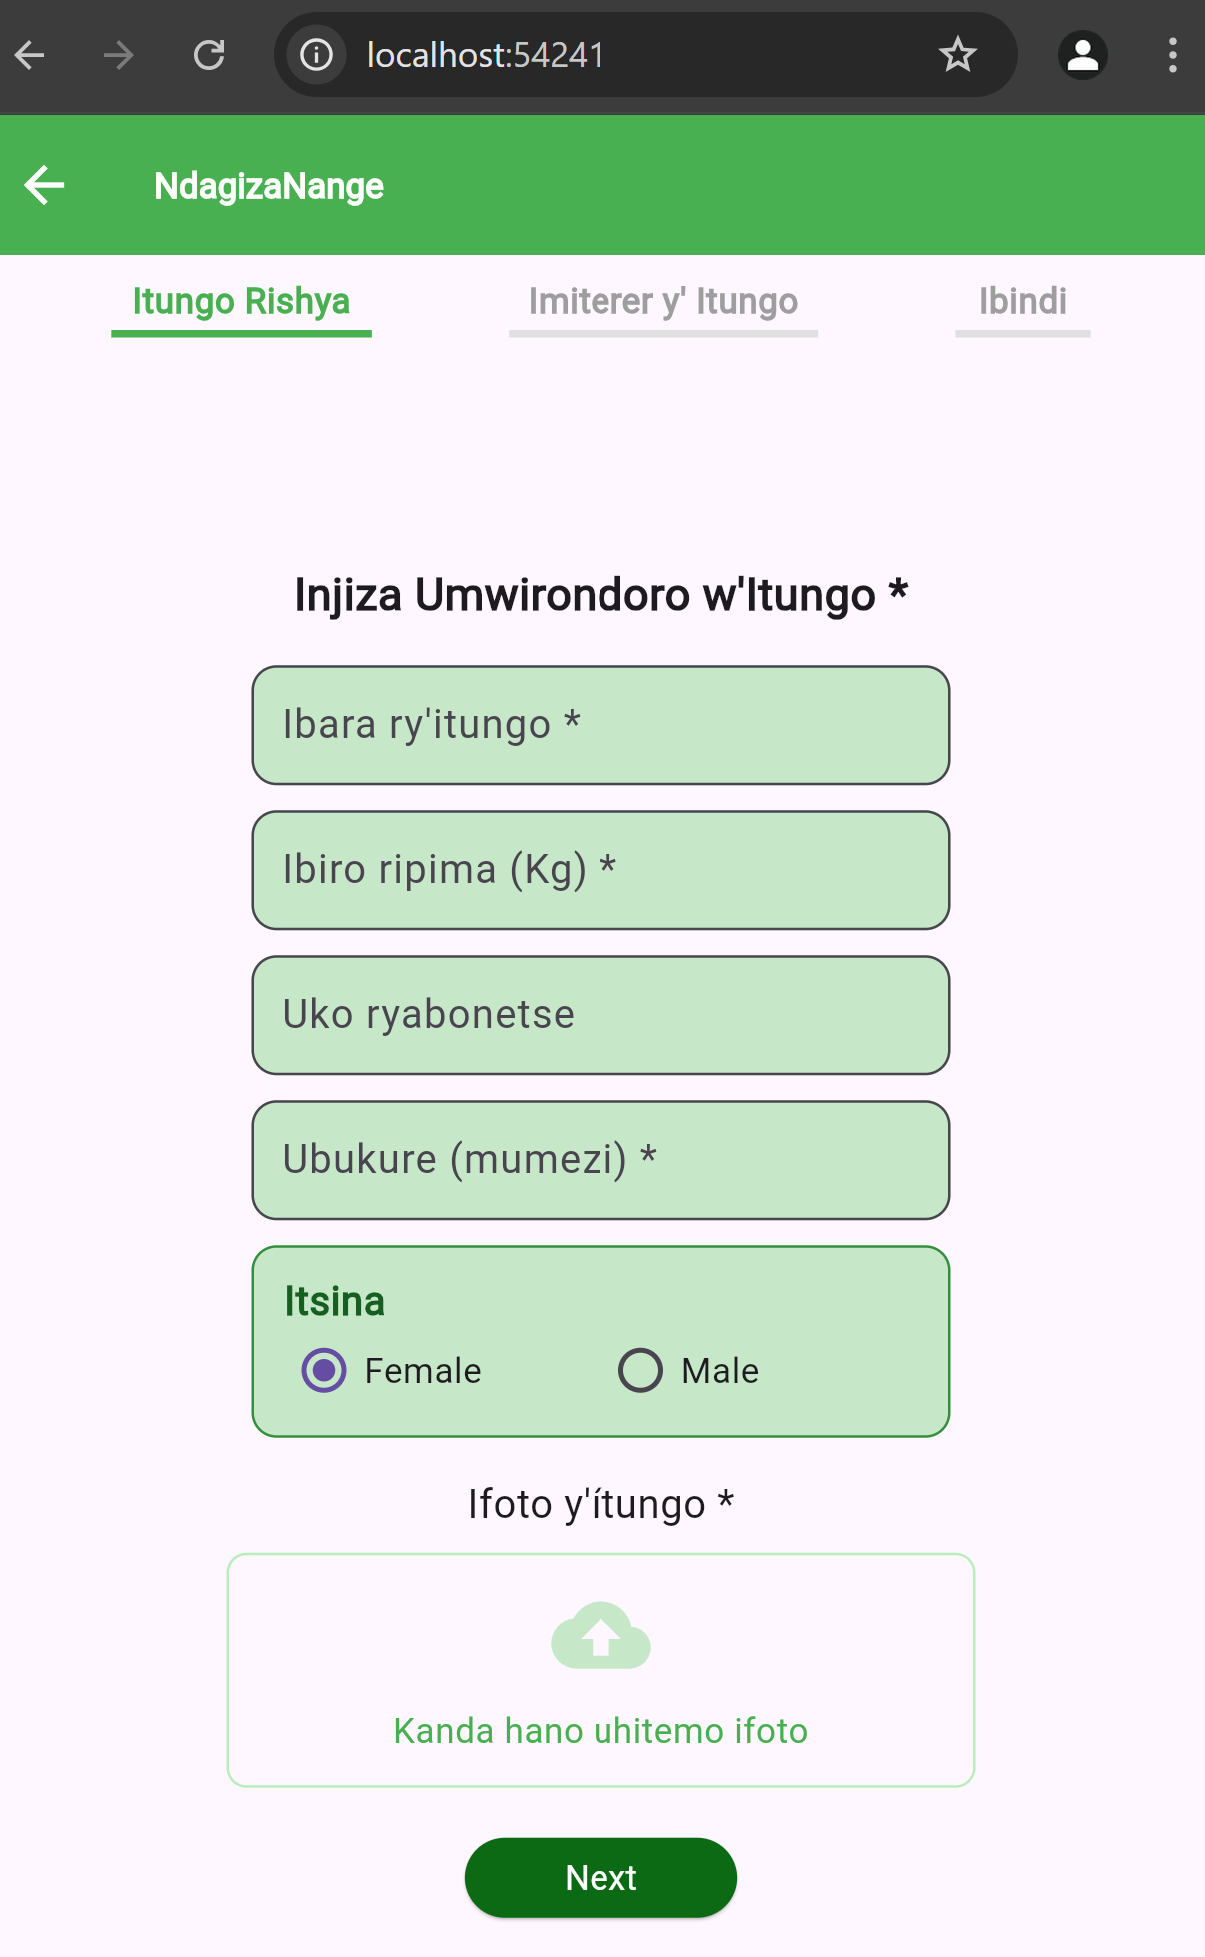 localhost:54241
NdagizaNange
Itungo Rishya
Imiterer y' Itungo
Ibindi
Injiza Umwirondoro w'Itungo *
Ibara ry'itungo *
Ibiro ripima (Kg) *
Uko ryabonetse
Ubukure (mumezi) *
Itsina
Female
Male
Ifoto y'ítungo *
Kanda hano uhitemo ifoto
Next